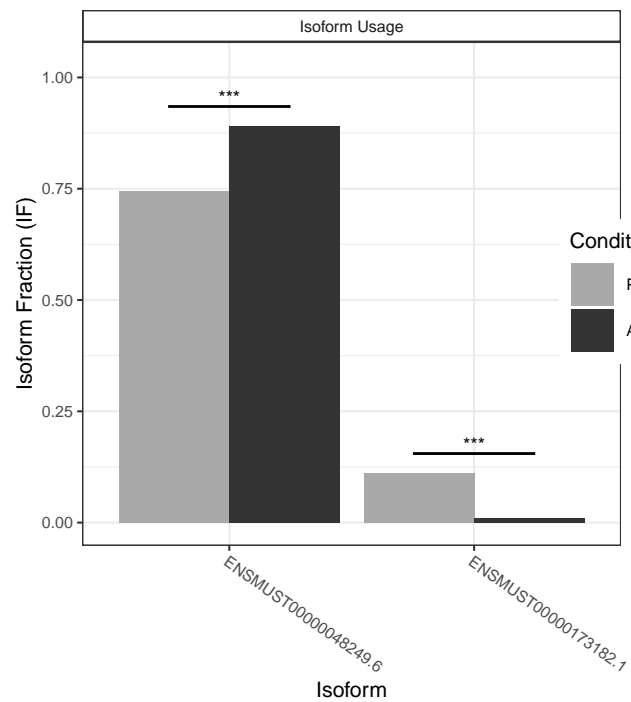 Isoform Usage
1.00
***
0.75
Isoform Fraction (IF)
Condit
P
0.50
A
0.25
***
0.00
ENSMUST00000048249.6
ENSMUST00000173182.1
Isoform